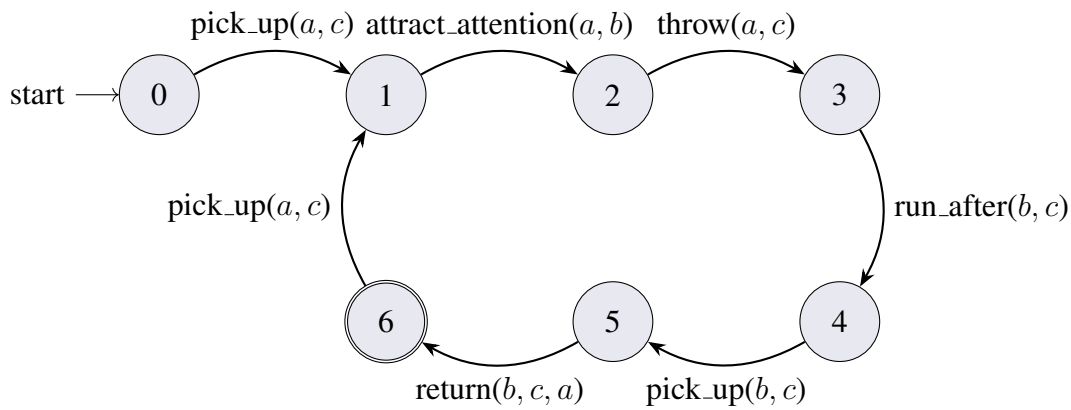 pick_up(a, c) attract_attention(a, b) throw(a, c)
start 0 1 2 3
pick_up(a, c) run_after(b, c)
6 5 4
return(b, c, a) pick_up(b, c)